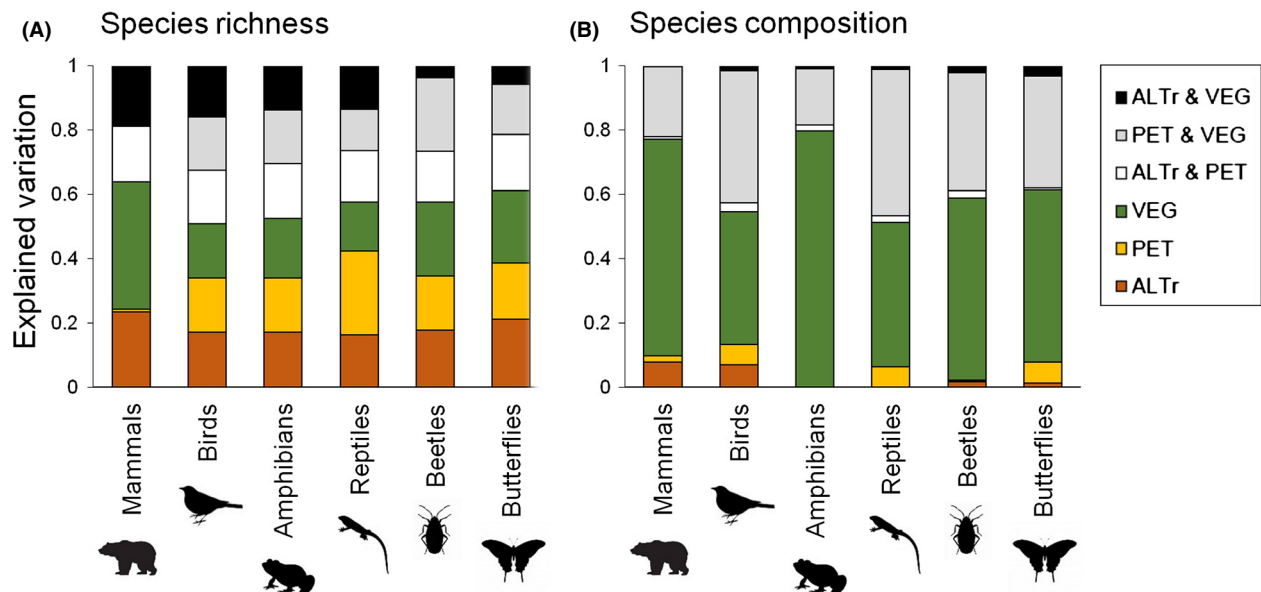 (A) Species richness
Explained variation
1
0.8
0.6
0.4
0.2
0
Mammals
Birds
Amphibians
Reptiles
Beetles
Butterflies
(B) Species composition
1
0.8
0.6
0.4
0.2
0
Mammals
Birds
Amphibians
Reptiles
Beetles
Butterflies
ALTr & VEG
PET & VEG
ALTr & PET
VEG
PET
ALTr